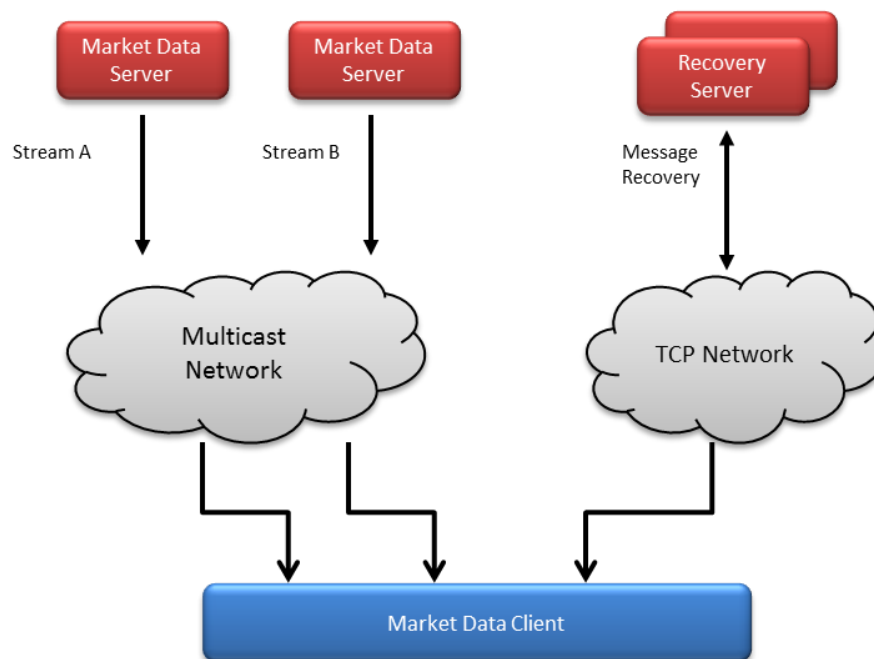 Market Data
Server
Market Data
Server
Recovery
Server
Stream A
Stream B
Message
Recovery
Multicast
Network
TCP Network
Market Data Client